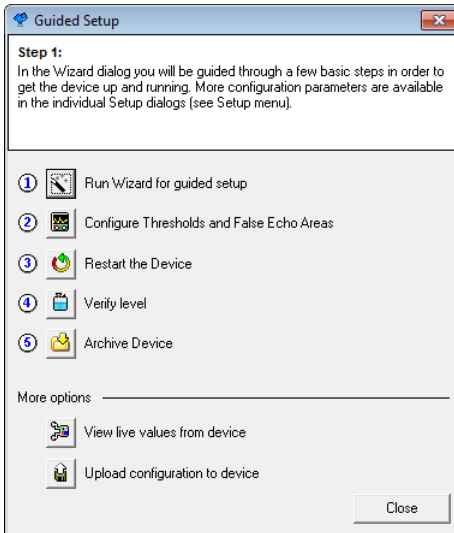 Guided Setup
Step 1:
In the Wizard dialog you will be guided through a few basic steps in order to
get the device up and running. More configuration parameters are available
in the individual Setup dialogs (see Setup menu).
1 Run Wizard for guided setup
2 Configure Thresholds and False Echo Areas
3 Restart the Device
4 Verify level
5 Archive Device
More options
View live values from device
Upload configuration to device
Close